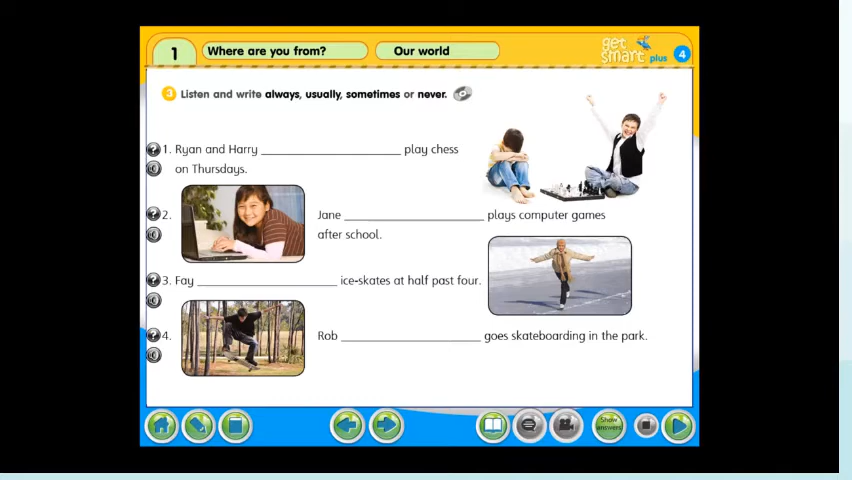 1
Where are you from?
Our world
get smart plus 4
3 Listen and write always, usually, sometimes or never.
1. Ryan and Harry ____________________ play chess
on Thursdays.
2. Jane ____________________ plays computer games
after school.
3. Fay ____________________ ice-skates at half past four.
4. Rob ____________________ goes skateboarding in the park.
Show
answers